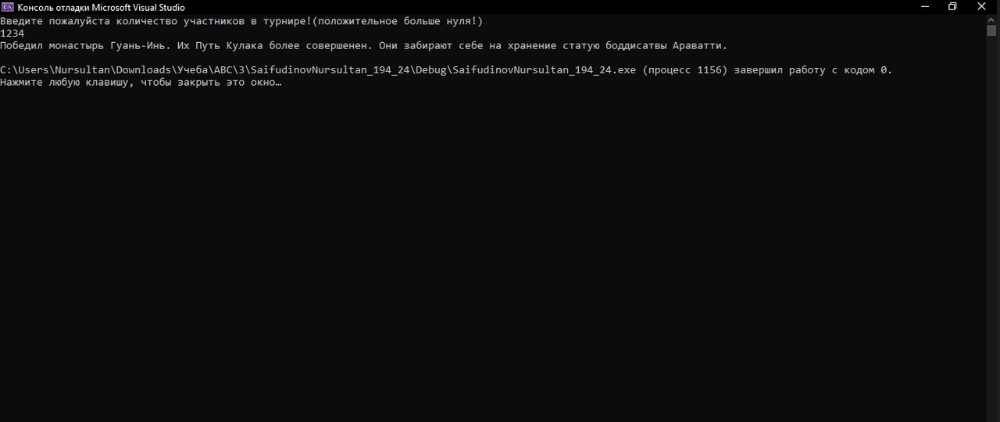 Консоль отладки Microsoft Visual Studio
Введите пожалуйста количество участников в турнире!(положительное больше нуля!)
1234
Победил монастырь Гуань-Инь. Их Путь Кулака более совершенен. Они забирают себе на хранение статую боддисатвы Араватти.
C:\Users\Nursultan\Downloads\Учеба\ABC\3\SaifudinovNursultan_194_24\Debug\SaifudinovNursultan_194_24.exe (процесс 1156) завершил работу с кодом 0.
Нажмите любую клавишу, чтобы закрыть это окно…